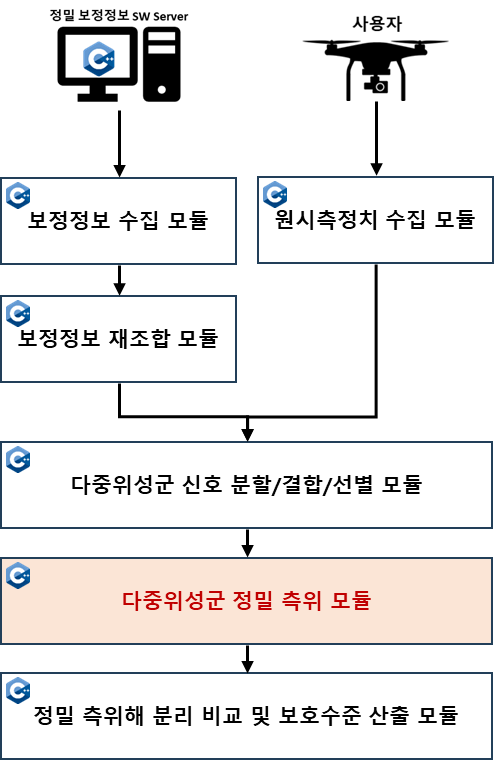 정밀 보정정보 SW Server
사용자
보정정보 수집 모듈
원시측정치 수집 모듈
보정정보 재조합 모듈
다중위성군 신호 분할/결합/선별 모듈
다중위성군 정밀 측위 모듈
정밀 측위해 분리 비교 및 보호수준 산출 모듈